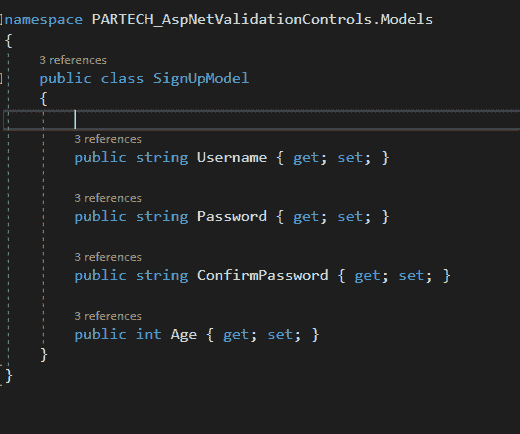 namespace PARTECH_AspNetValidationControls.Models
{
3 references
public class SignUpModel
{
3 references
public string Username { get; set; }
3 references
public string Password { get; set; }
3 references
public string ConfirmPassword { get; set; }
3 references
public int Age { get; set; }
}
}